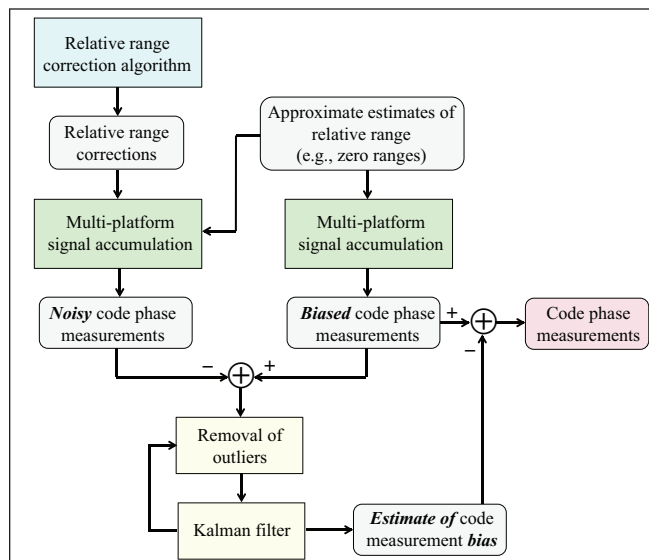 Relative range
correction algorithm
Relative range
corrections
Approximate estimates of
relative range
(e.g., zero ranges)
Multi-platform
signal accumulation
Multi-platform
signal accumulation
Noisy code phase
measurements
Biased code phase
measurements
+
+
−
Code phase
measurements
−
+
+
Removal of
outliers
Kalman filter
Estimate of code
measurement bias